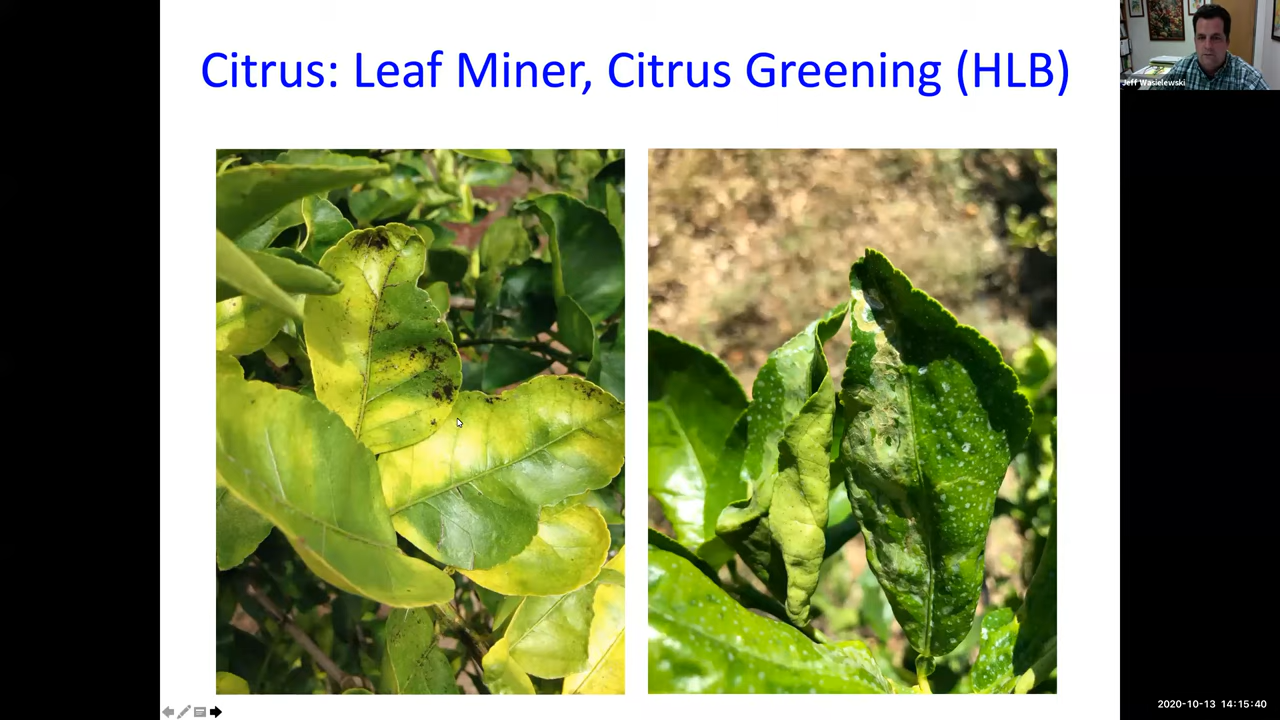 Citrus: Leaf Miner, Citrus Greening (HLB)
Jeff Wasielewski
2020-10-13 14:15:40